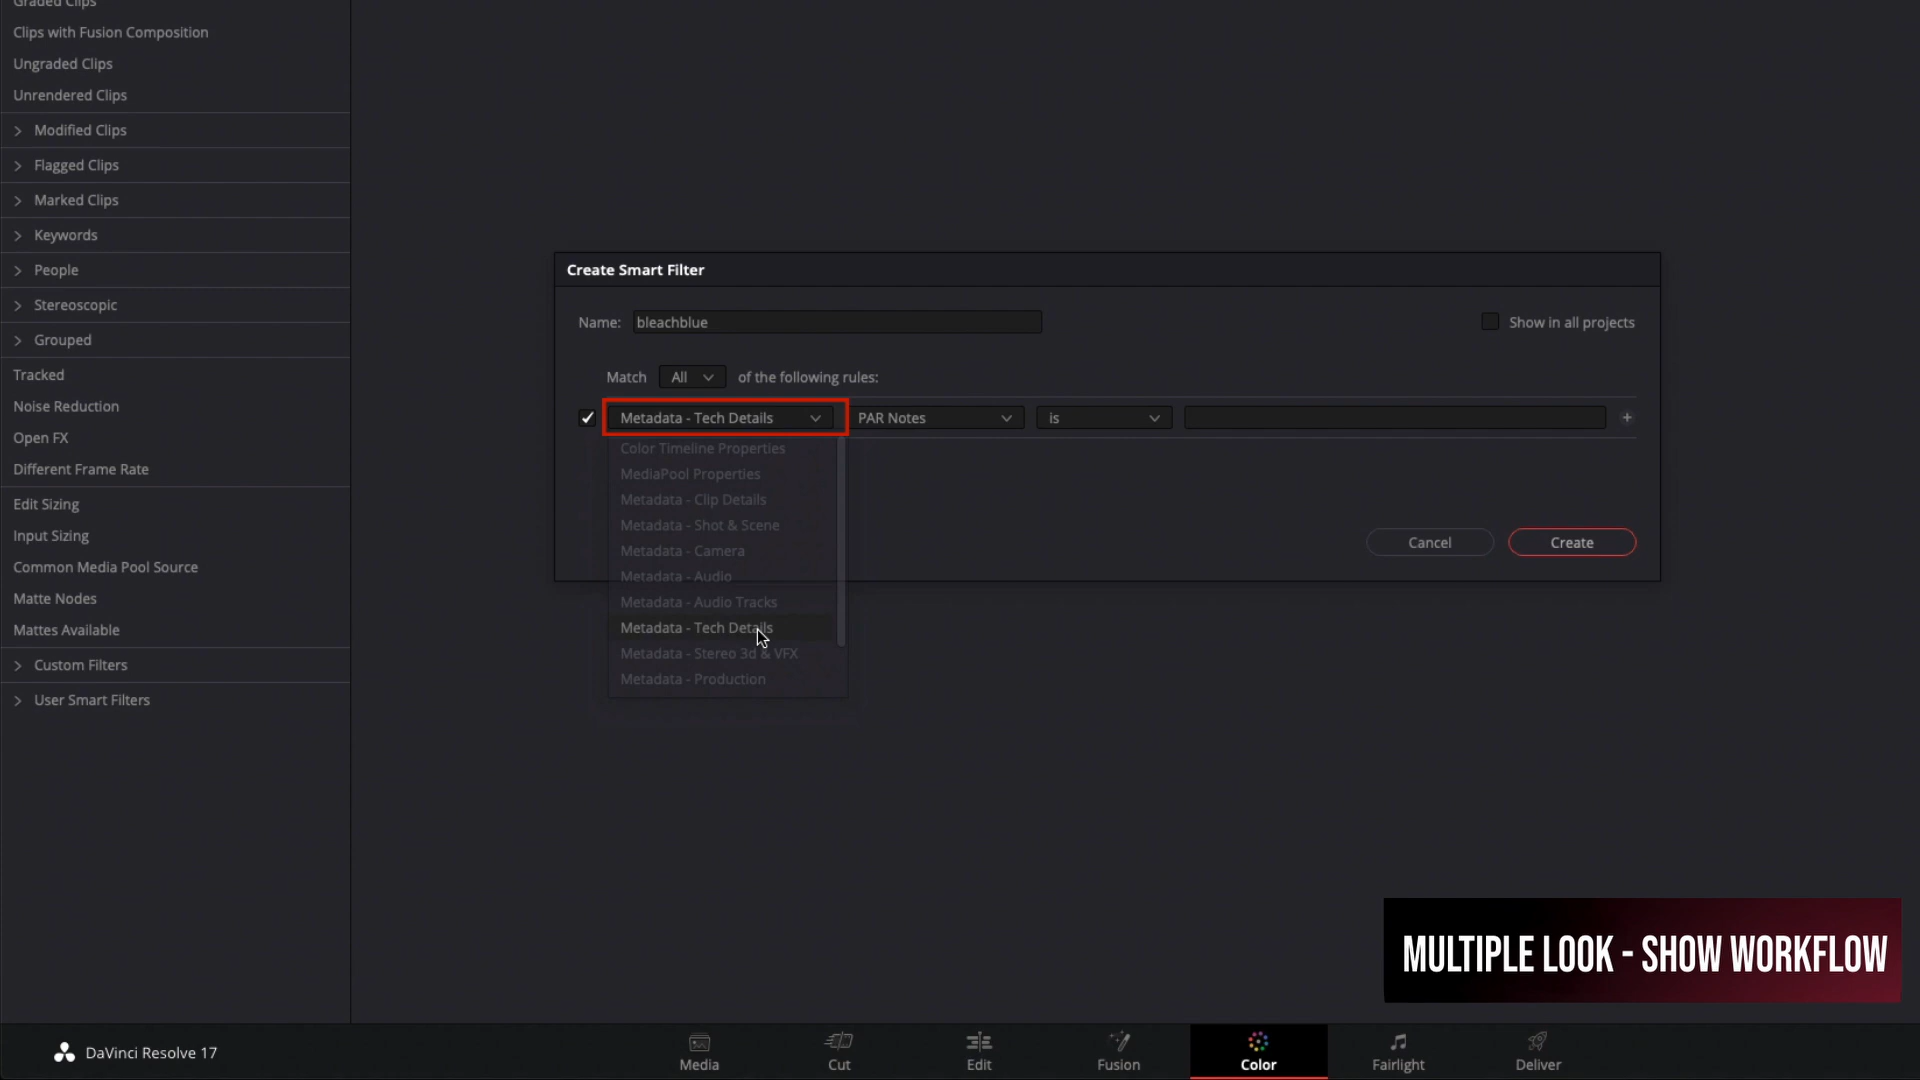 Graded Clips
Clips with Fusion Composition
Ungraded Clips
Unrendered Clips
Modified Clips
Flagged Clips
Marked Clips
Keywords
People
Stereoscopic
Grouped
Tracked
Noise Reduction
Open FX
Different Frame Rate
Edit Sizing
Input Sizing
Common Media Pool Source
Matte Nodes
Mattes Available
Custom Filters
User Smart Filters
Create Smart Filter
Name: bleachblue
Show in all projects
Match All of the following rules:
Metadata - Tech Details PAR Notes is +
Color Timeline Properties
MediaPool Properties
Metadata - Clip Details
Metadata - Shot & Scene
Metadata - Camera
Metadata - Audio
Metadata - Audio Tracks
Metadata - Tech Details
Metadata - Stereo 3d & VFX
Metadata - Production
Cancel Create
MULTIPLE LOOK - SHOW WORKFLOW
DaVinci Resolve 17
Media Cut Edit Fusion Color Fairlight Deliver